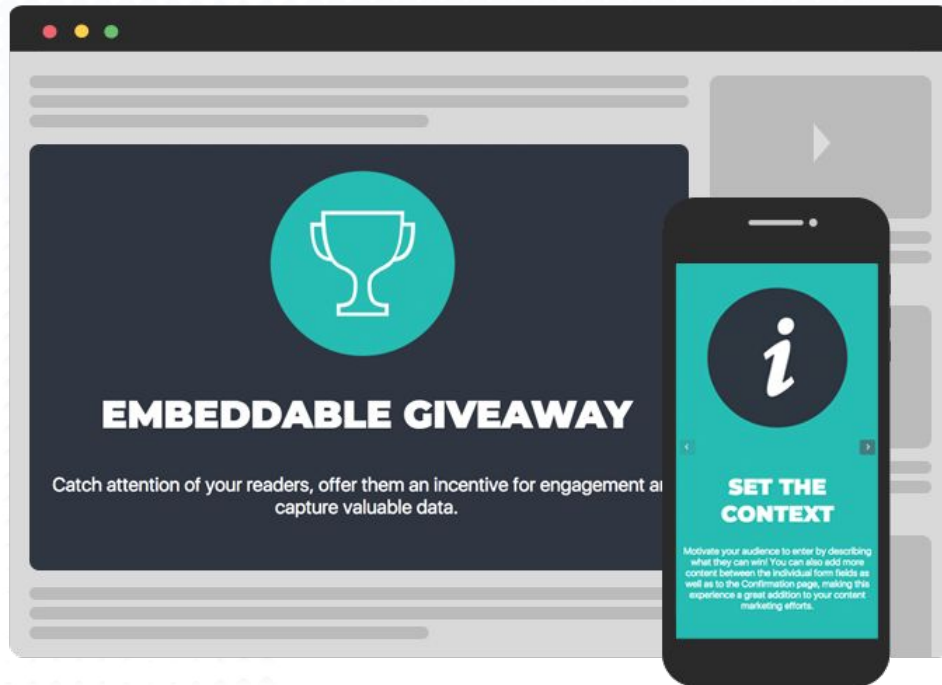 EMBEDDABLE GIVEAWAY
Catch attention of your readers, offer them an incentive for engagement
capture valuable data.
i
SET THE
CONTEXT
Motivate your audience to enter by describing
what they can win! You can also add more
content between the individual form fields as
well as to the Confirmation page, making this
experience a great addition to your content
marketing efforts.